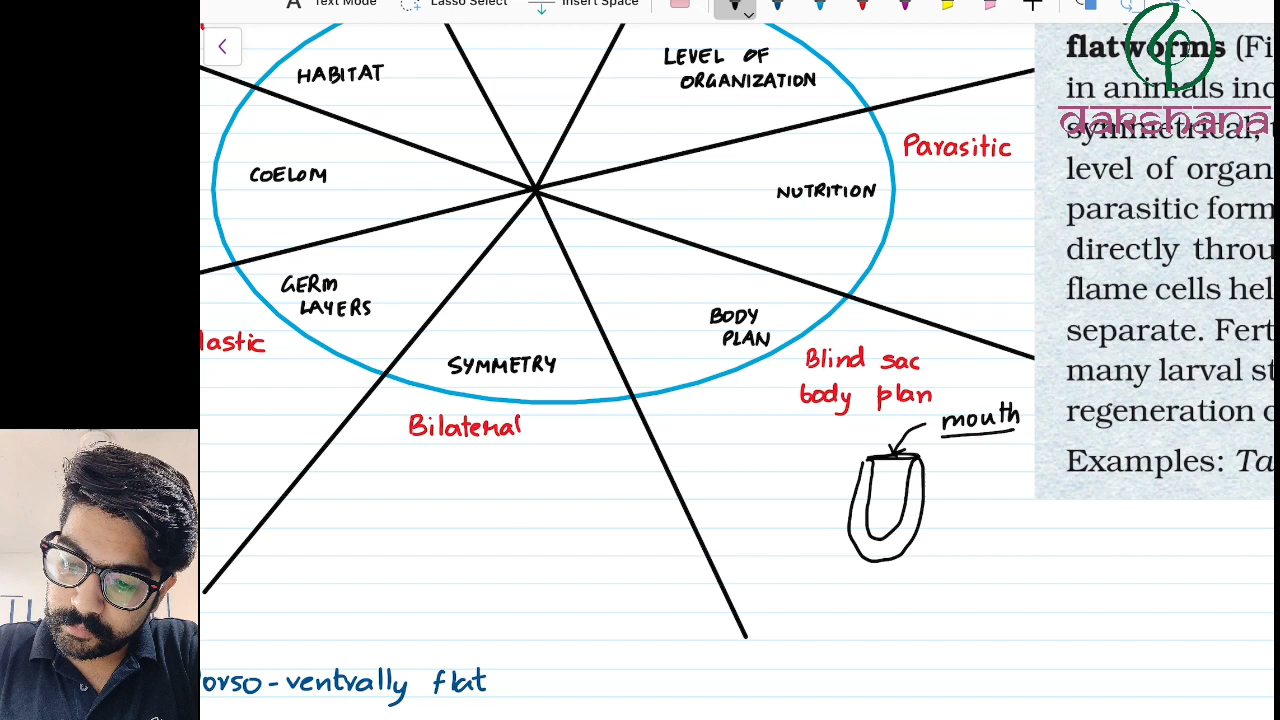 Text Mode
Lasso Select
Insert Space
HABITAT
LEVEL OF
ORGANIZATION
COELOM
Parasitic
NUTRITION
GERM
LAYERS
lastic
SYMMETRY
BODY
PLAN
Bilateral
Blind sac
body plan
mouth
orso-ventrally flat
flatworms (Fi
in animals inc
dakshana
symmetrical,
level of organ
parasitic form
directly throu
flame cells hel
separate. Fert
many larval st
regeneration o
Examples: Ta